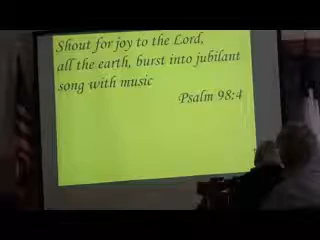 Shout for joy to the Lord,
all the earth, burst into jubilant
song with music
Psalm 98:4